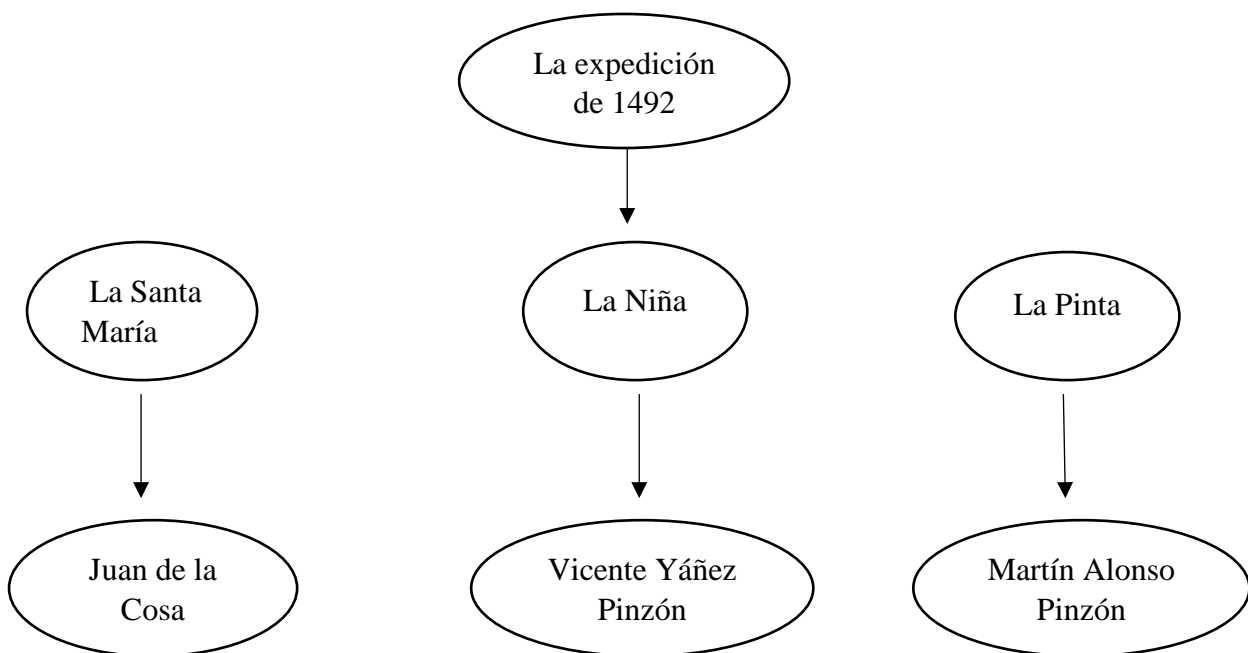 La expedición
de 1492
La Santa
María
La Niña
La Pinta
Juan de la
Cosa
Vicente Yáñez
Pinzón
Martín Alonso
Pinzón